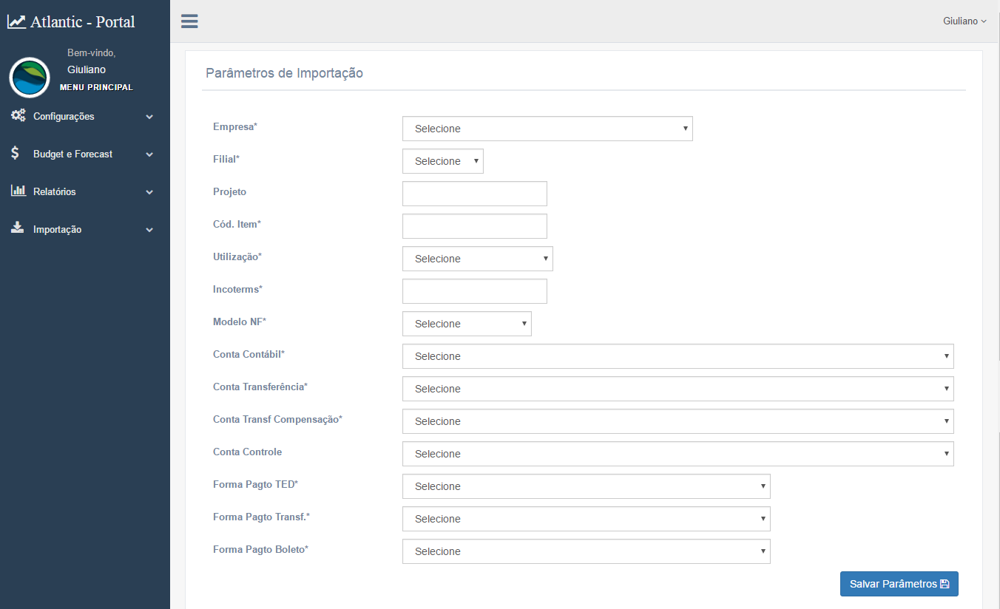 Atlantic - Portal
Giuliano
Bem-vindo,
Giuliano
MENU PRINCIPAL
Configurações
Budget e Forecast
Relatórios
Importação
Parâmetros de Importação
Empresa* Selecione
Filial* Selecione
Projeto
Cód. Item*
Utilização* Selecione
Incoterms*
Modelo NF* Selecione
Conta Contábil* Selecione
Conta Transferência* Selecione
Conta Transf Compensação* Selecione
Conta Controle Selecione
Forma Pagto TED* Selecione
Forma Pagto Transf.* Selecione
Forma Pagto Boleto* Selecione
Salvar Parâmetros